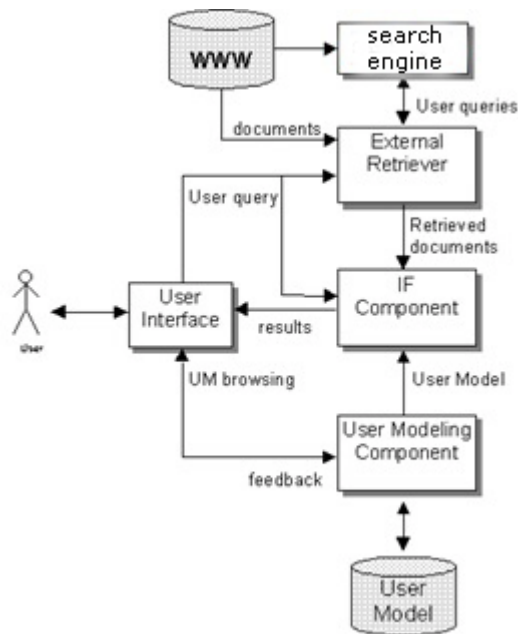 WWW
search
engine
User queries
documents
External
Retriever
User query
Retrieved
documents
IF
Component
User
Interface
results
User
UM browsing
User Model
User Modeling
Component
feedback
User
Model